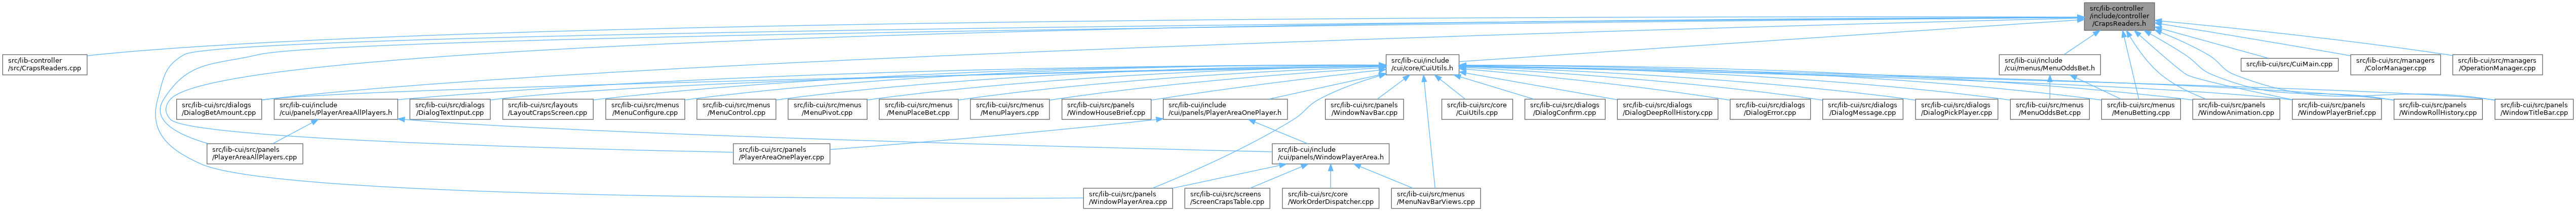 src/lib-controller
/include/controller
/CrapsReaders.h
src/lib-controller
/src/CrapsReaders.cpp
src/lib-cui/include
/cui/core/CuiUtils.h
src/lib-cui/include
/cui/menus/MenuOddsBet.h
src/lib-cui/src/CuiMain.cpp
src/lib-cui/src/managers
/ColorManager.cpp
src/lib-cui/src/managers
/OperationManager.cpp
src/lib-cui/src/dialogs
/DialogBetAmount.cpp
src/lib-cui/include
/cui/panels/PlayerAreaAllPlayers.h
src/lib-cui/src/dialogs
/DialogTextInput.cpp
src/lib-cui/src/layouts
/LayoutCrapsScreen.cpp
src/lib-cui/src/menus
/MenuConfigure.cpp
src/lib-cui/src/menus
/MenuControl.cpp
src/lib-cui/src/menus
/MenuPivot.cpp
src/lib-cui/src/menus
/MenuPlaceBet.cpp
src/lib-cui/src/menus
/MenuPlayers.cpp
src/lib-cui/src/panels
/WindowHouseBrief.cpp
src/lib-cui/include
/cui/panels/PlayerAreaOnePlayer.h
src/lib-cui/src/panels
/WindowNavBar.cpp
src/lib-cui/src/core
/CuiUtils.cpp
src/lib-cui/src/dialogs
/DialogConfirm.cpp
src/lib-cui/src/dialogs
/DialogDeepRollHistory.cpp
src/lib-cui/src/dialogs
/DialogError.cpp
src/lib-cui/src/dialogs
/DialogMessage.cpp
src/lib-cui/src/dialogs
/DialogPickPlayer.cpp
src/lib-cui/src/menus
/MenuOddsBet.cpp
src/lib-cui/src/menus
/MenuBetting.cpp
src/lib-cui/src/panels
/WindowAnimation.cpp
src/lib-cui/src/panels
/WindowPlayerBrief.cpp
src/lib-cui/src/panels
/WindowRollHistory.cpp
src/lib-cui/src/panels
/WindowTitleBar.cpp
src/lib-cui/src/panels
/PlayerAreaAllPlayers.cpp
src/lib-cui/src/panels
/PlayerAreaOnePlayer.cpp
src/lib-cui/include
/cui/panels/WindowPlayerArea.h
src/lib-cui/src/panels
/WindowPlayerArea.cpp
src/lib-cui/src/screens
/ScreenCrapsTable.cpp
src/lib-cui/src/core
/WorkOrderDispatcher.cpp
src/lib-cui/src/menus
/MenuNavBarViews.cpp